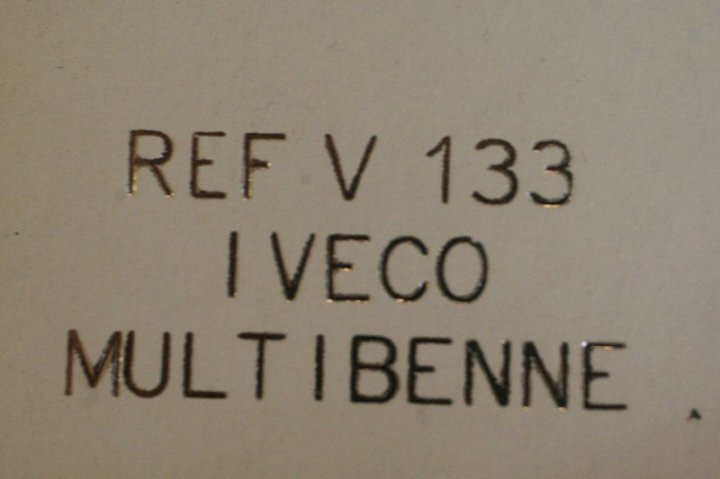 REF V 133
IVECO
MULTIBENNE